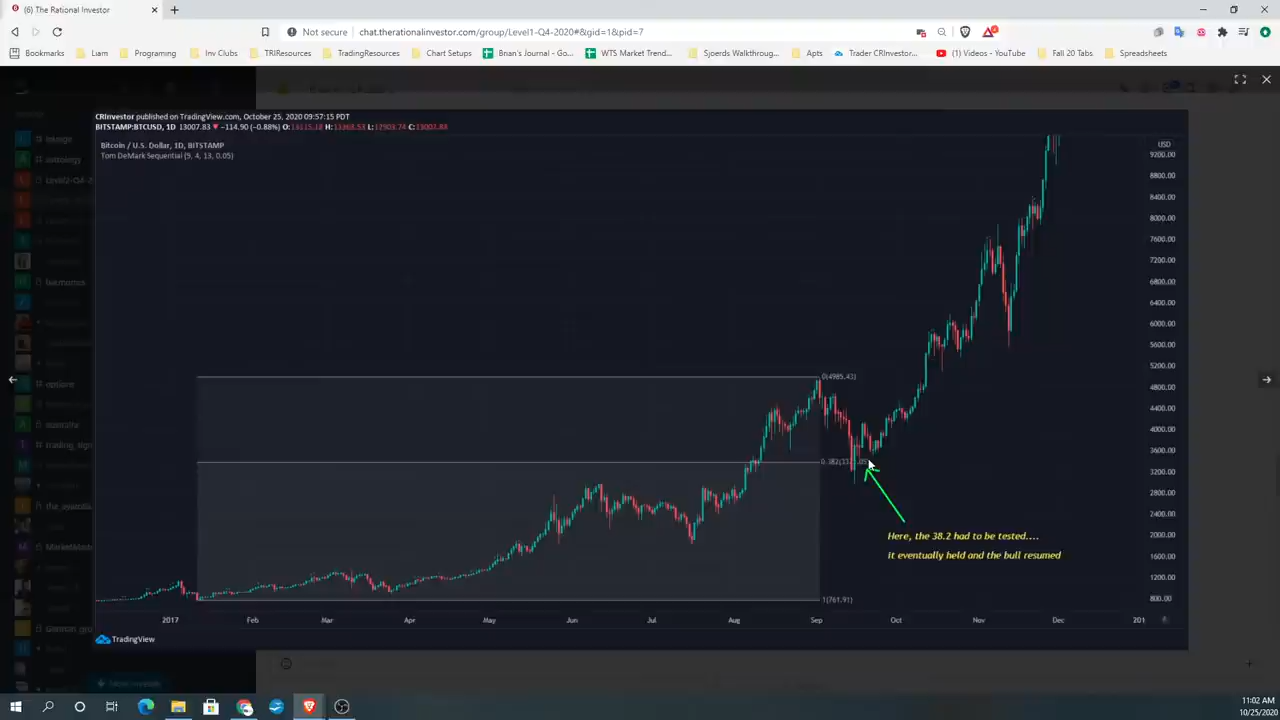 (6) The Rational Investor
Not secure
chat.therationalinvestor.com/group/Level1-Q4-2020#&gid=1&pid=7
Bookmarks
Liam
Programing
Inv Clubs
TRIResources
TradingResources
Chart Setups
Brian's Journal - Go...
WTS Market Trend...
Sjoerds Walkthroug...
Apts
Trader CRInvestor...
(1) Videos - YouTube
Fall 20 Tabs
Spreadsheets
CRInvestor published on TradingView.com, October 25, 2020 09:57:15 PDT
BITSTAMP:BTCUSD, 1D 13007.83 ▼ −114.90 (−0.88%)
Bitcoin / U.S. Dollar, 1D, BITSTAMP
Tom DeMark Sequential (5, 4, 13, 0.05)
USD
9200.00
8800.00
8400.00
8000.00
7600.00
7200.00
6800.00
6400.00
6000.00
5600.00
5200.00
4800.00
4400.00
4000.00
3600.00
3200.00
2800.00
2400.00
2000.00
1600.00
1200.00
800.00
0(4985.43)
1(761.91)
Here, the 38.2 had to be tested....
it eventually held and the bull resumed
2017
Feb
Mar
Apr
May
Jun
Jul
Aug
Sep
Oct
Nov
Dec
201
TradingView
options
11:02 AM
10/25/2020